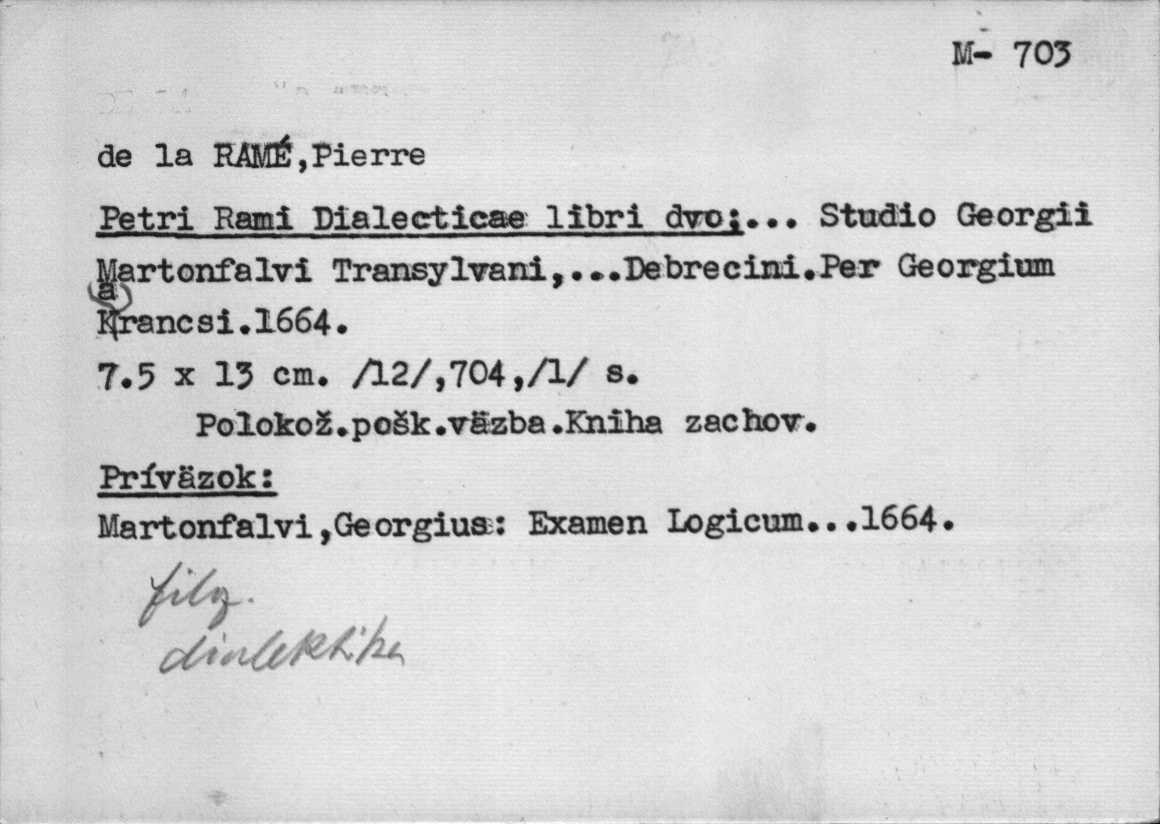 M- 703
de la RAMÉ,Pierre
Petri Rami Dialecticae libri dvo;... Studio Georgii
Martonfalvi Transylvani,...Debrecini.Per Georgium
a
Krancsi.1664.
7.5 x 13 cm. /12/,704,/1/ s.
Polokož.pošk.väzba.Kniha zachov.
Príväzok:
Martonfalvi,Georgius: Examen Logicum...1664.
filoz.
dialektika